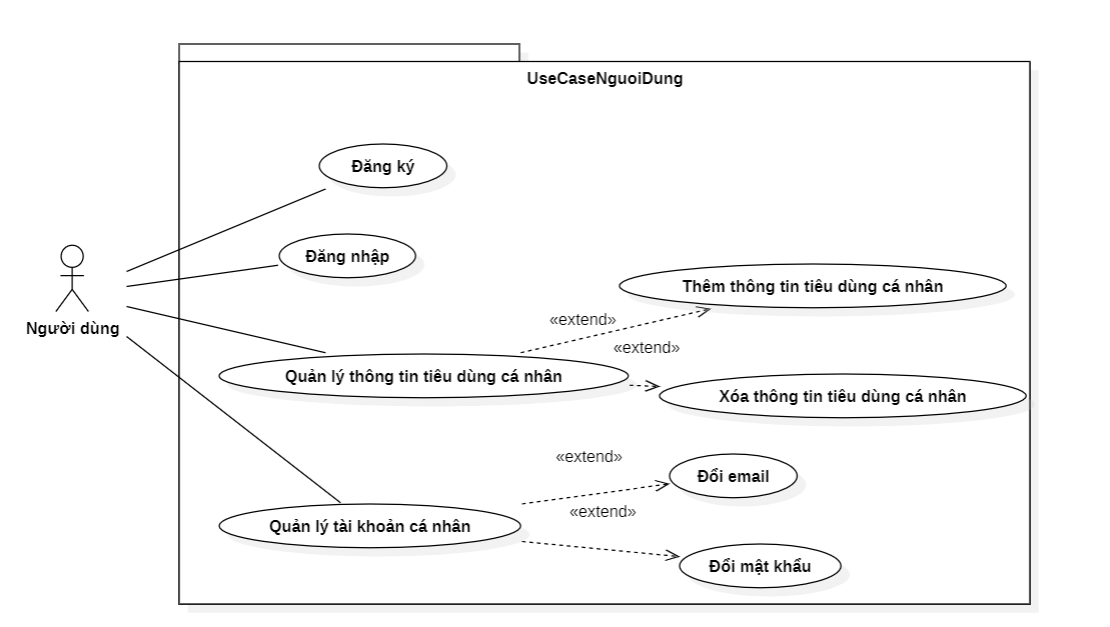 UseCaseNguoiDung
Đăng ký
Đăng nhập
Người dùng
Thêm thông tin tiêu dùng cá nhân
«extend»
«extend»
Quản lý thông tin tiêu dùng cá nhân
Xóa thông tin tiêu dùng cá nhân
«extend»
Đổi email
«extend»
Quản lý tài khoản cá nhân
Đổi mật khẩu